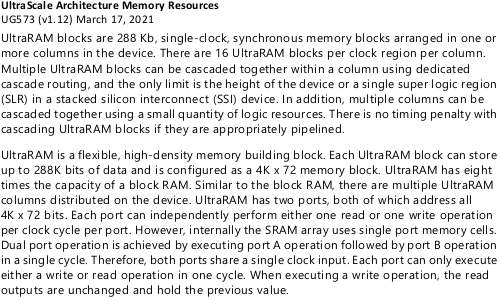 UltraScale Architecture Memory Resources
UG573 (v1.12) March 17, 2021
UltraRAM blocks are 288 Kb, single-clock, synchronous memory blocks arranged in one or
more columns in the device. There are 16 UltraRAM blocks per clock region per column.
Multiple UltraRAM blocks can be cascaded together within a column using dedicated
cascade routing, and the only limit is the height of the device or a single super logic region
(SLR) in a stacked silicon interconnect (SSI) device. In addition, multiple columns can be
cascaded together using a small quantity of logic resources. There is no timing penalty with
cascading UltraRAM blocks if they are appropriately pipelined.
UltraRAM is a flexible, high-density memory building block. Each UltraRAM block can store
up to 288K bits of data and is configured as a 4K x 72 memory block. UltraRAM has eight
times the capacity of a block RAM. Similar to the block RAM, there are multiple UltraRAM
columns distributed on the device. UltraRAM has two ports, both of which address all
4K x 72 bits. Each port can independently perform either one read or one write operation
per clock cycle per port. However, internally the SRAM array uses single port memory cells.
Dual port operation is achieved by executing port A operation followed by port B operation
in a single cycle. Therefore, both ports share a single clock input. Each port can only execute
either a write or read operation in one cycle. When executing a write operation, the read
outputs are unchanged and hold the previous value.